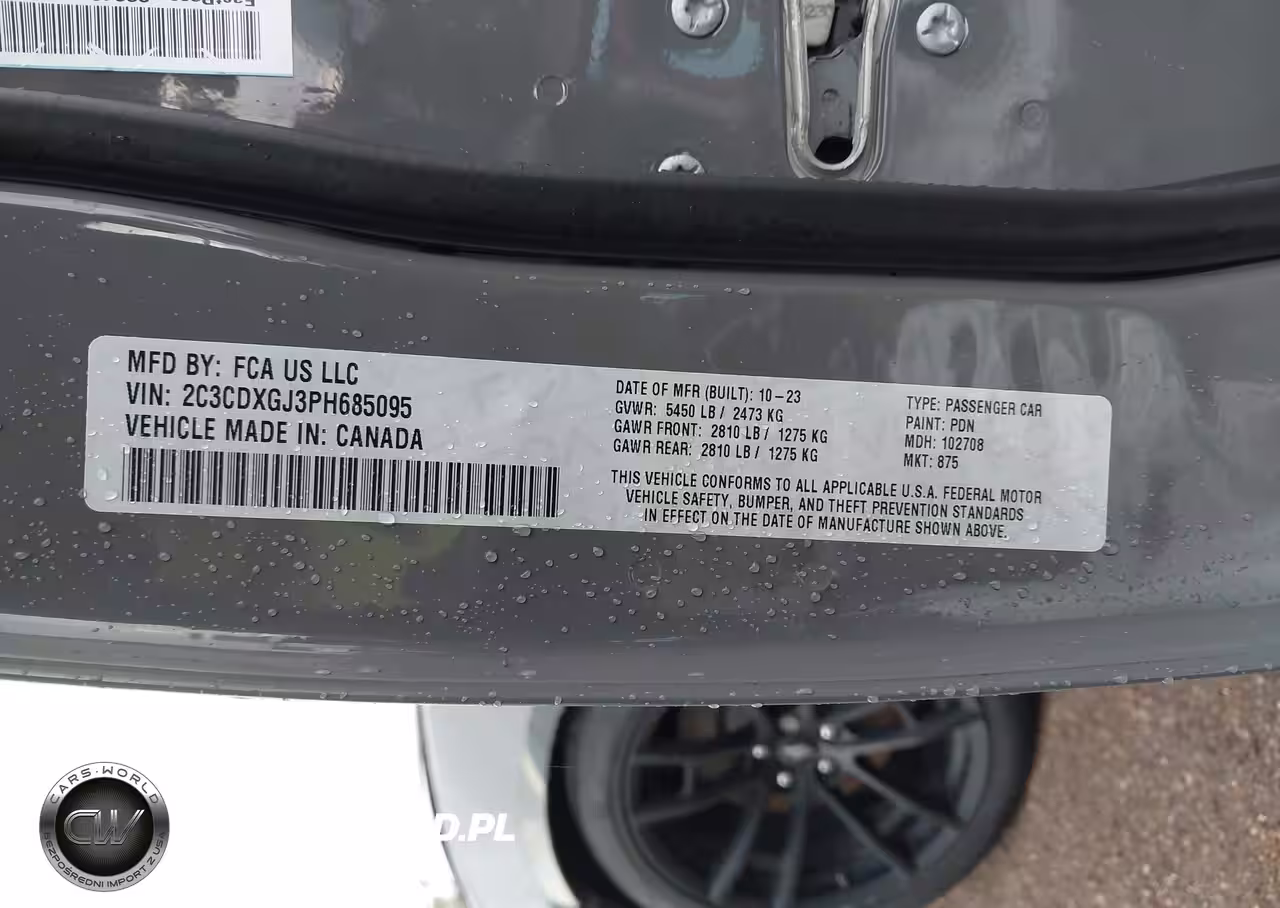 MFD BY: FCA US LLC
VIN: 2C3CDXGJ3PH685095
VEHICLE MADE IN: CANADA
DATE OF MFR (BUILT): 10-23
GVWR: 5450 LB / 2473 KG
GAWR FRONT: 2810 LB / 1275 KG
GAWR REAR: 2810 LB / 1275 KG
TYPE: PASSENGER CAR
PAINT: PDN
MDH: 102708
MKT: 875
THIS VEHICLE CONFORMS TO ALL APPLICABLE U.S.A. FEDERAL MOTOR
VEHICLE SAFETY, BUMPER, AND THEFT PREVENTION STANDARDS
IN EFFECT ON THE DATE OF MANUFACTURE SHOWN ABOVE.
CARS-WORLD
CW
BEZPOŚREDNI IMPORT Z USA
D.PL